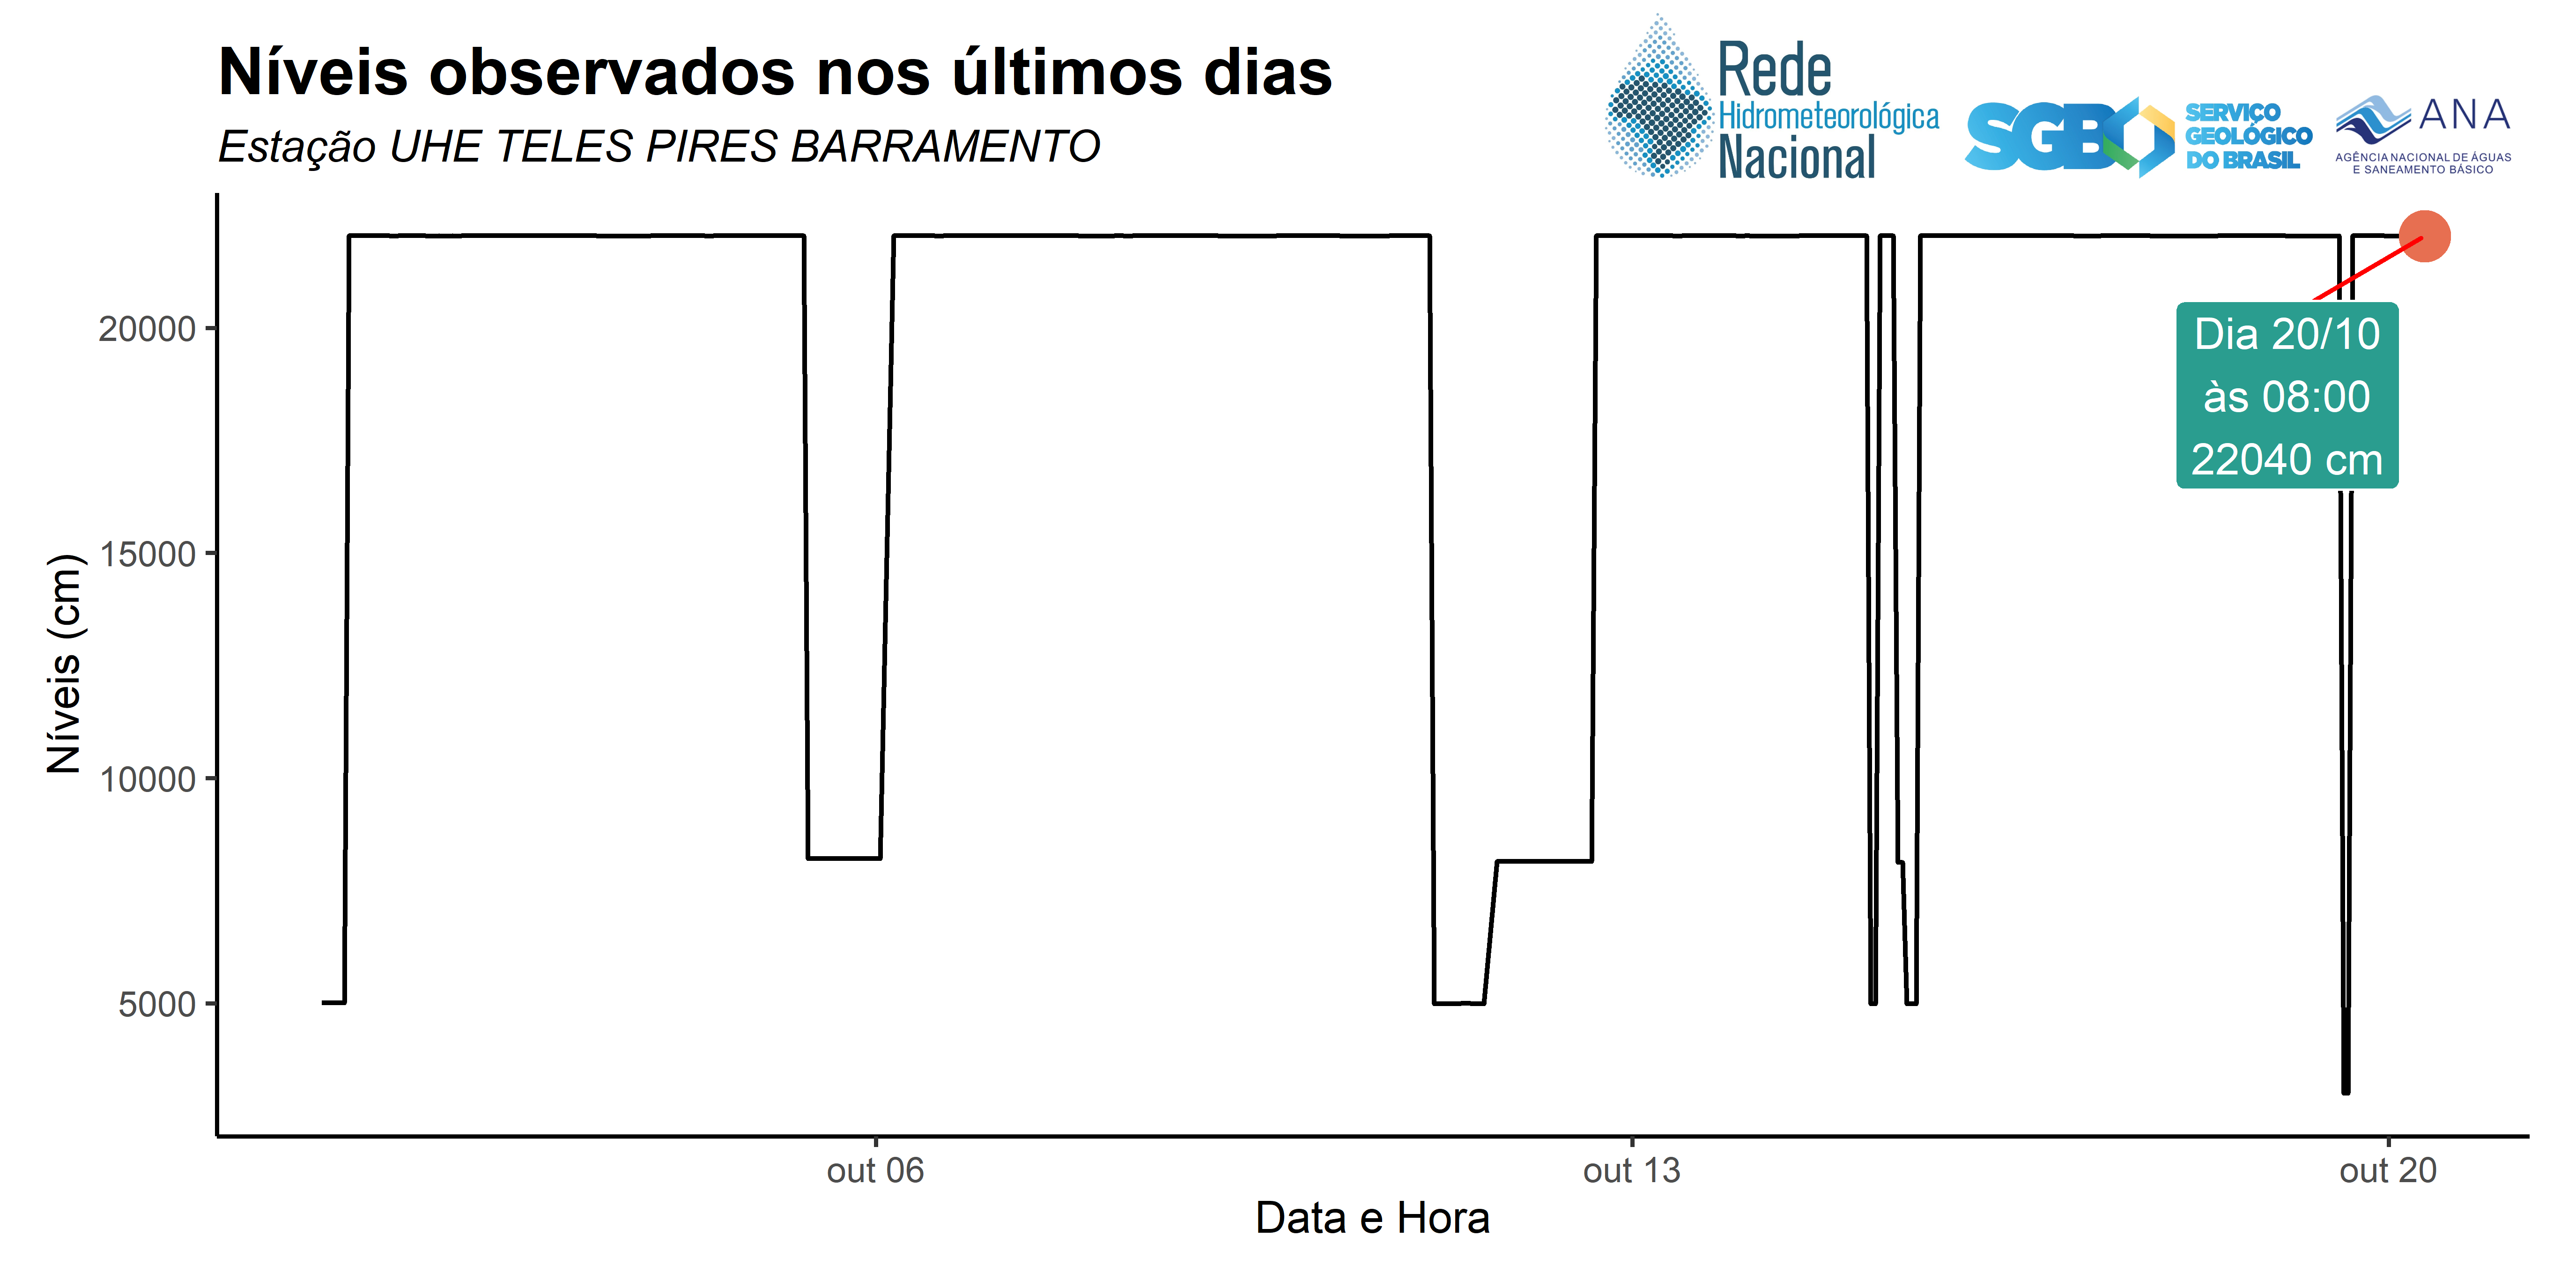 Níveis observados nos últimos dias
Estação UHE TELES PIRES BARRAMENTO
Rede
Hidrometeorológica
Nacional
SGB
SERVIÇO
GEOLÓGICO
DO BRASIL
ANA
AGÊNCIA NACIONAL DE ÁGUAS
E SANEAMENTO BÁSICO
Níveis (cm)
20000
15000
10000
5000
Dia 20/10
às 08:00
22040 cm
out 06
out 13
out 20
Data e Hora